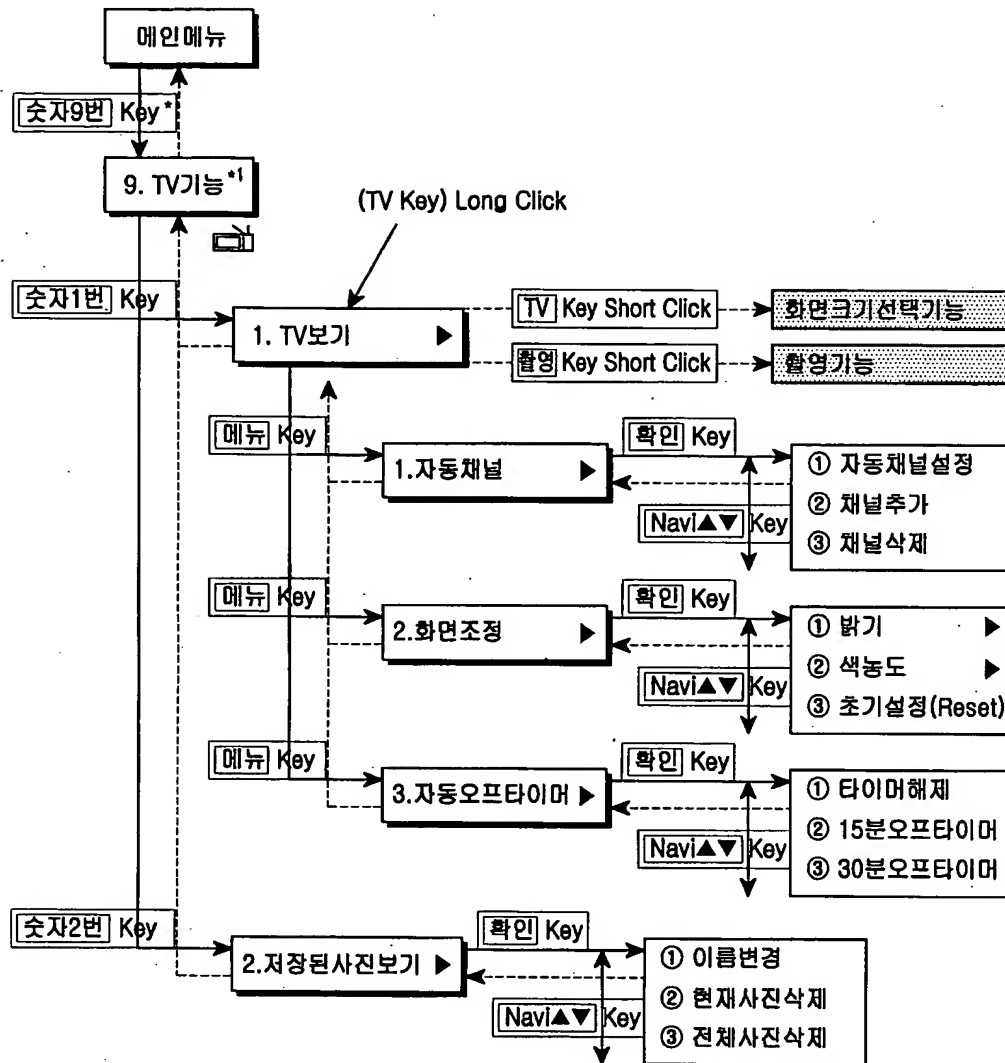 메인메뉴
숫자9번 Key *
9. TV기능 *1
(TV Key) Long Click
숫자1번 Key
1. TV보기 ▶
TV Key Short Click
화면크기선택기능
촬영 Key Short Click
촬영기능
메뉴 Key
1.자동채널 ▶
확인 Key
Navi▲▼ Key
① 자동채널설정
② 채널추가
③ 채널삭제
메뉴 Key
2.화면조정 ▶
확인 Key
Navi▲▼ Key
① 밝기 ▶
② 색농도 ▶
③ 초기설정(Reset)
메뉴 Key
3.자동오프타이머 ▶
확인 Key
Navi▲▼ Key
① 타이머해제
② 15분오프타이머
③ 30분오프타이머
숫자2번 Key
2.저장된사진보기 ▶
확인 Key
Navi▲▼ Key
① 이름변경
② 현재사진삭제
③ 전체사진삭제